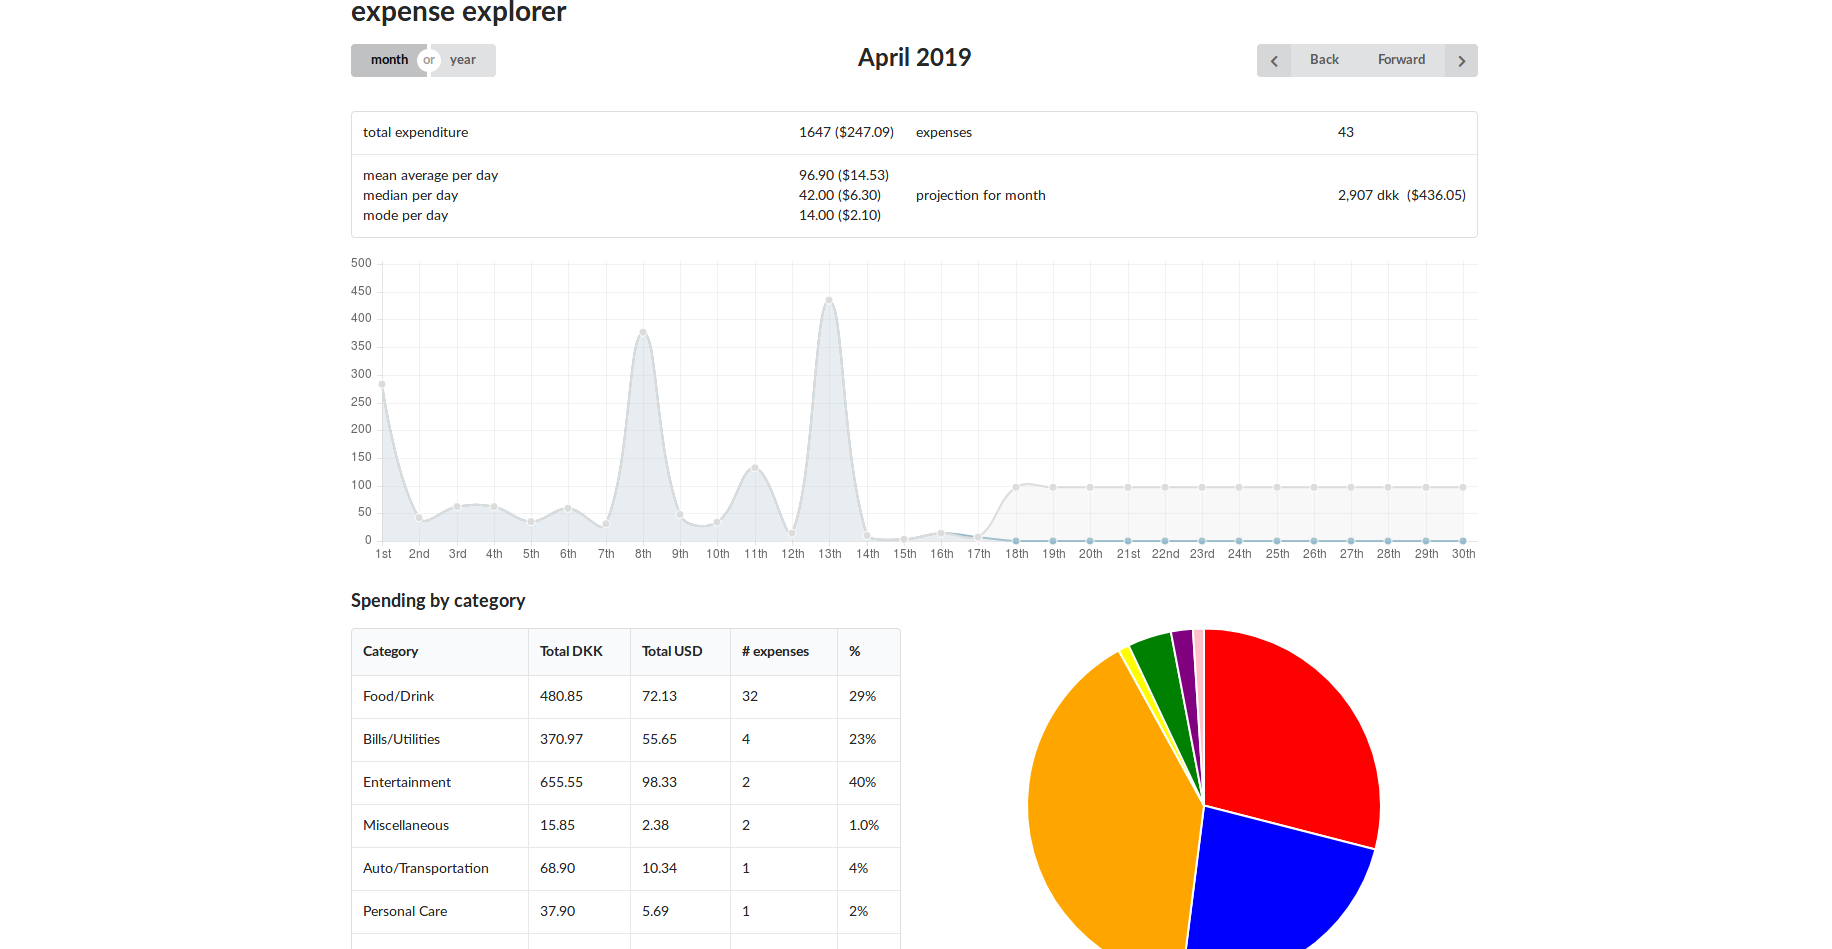 expense explorer
month or year
April 2019
Back Forward
total expenditure 1647 ($247.09) expenses 43
mean average per day 96.90 ($14.53)
median per day 42.00 ($6.30) projection for month 2,907 dkk ($436.05)
mode per day 14.00 ($2.10)
500
450
400
350
300
250
200
150
100
50
0
1st 2nd 3rd 4th 5th 6th 7th 8th 9th 10th 11th 12th 13th 14th 15th 16th 17th 18th 19th 20th 21st 22nd 23rd 24th 25th 26th 27th 28th 29th 30th
Spending by category
Category Total DKK Total USD # expenses %
Food/Drink 480.85 72.13 32 29%
Bills/Utilities 370.97 55.65 4 23%
Entertainment 655.55 98.33 2 40%
Miscellaneous 15.85 2.38 2 1.0%
Auto/Transportation 68.90 10.34 1 4%
Personal Care 37.90 5.69 1 2%